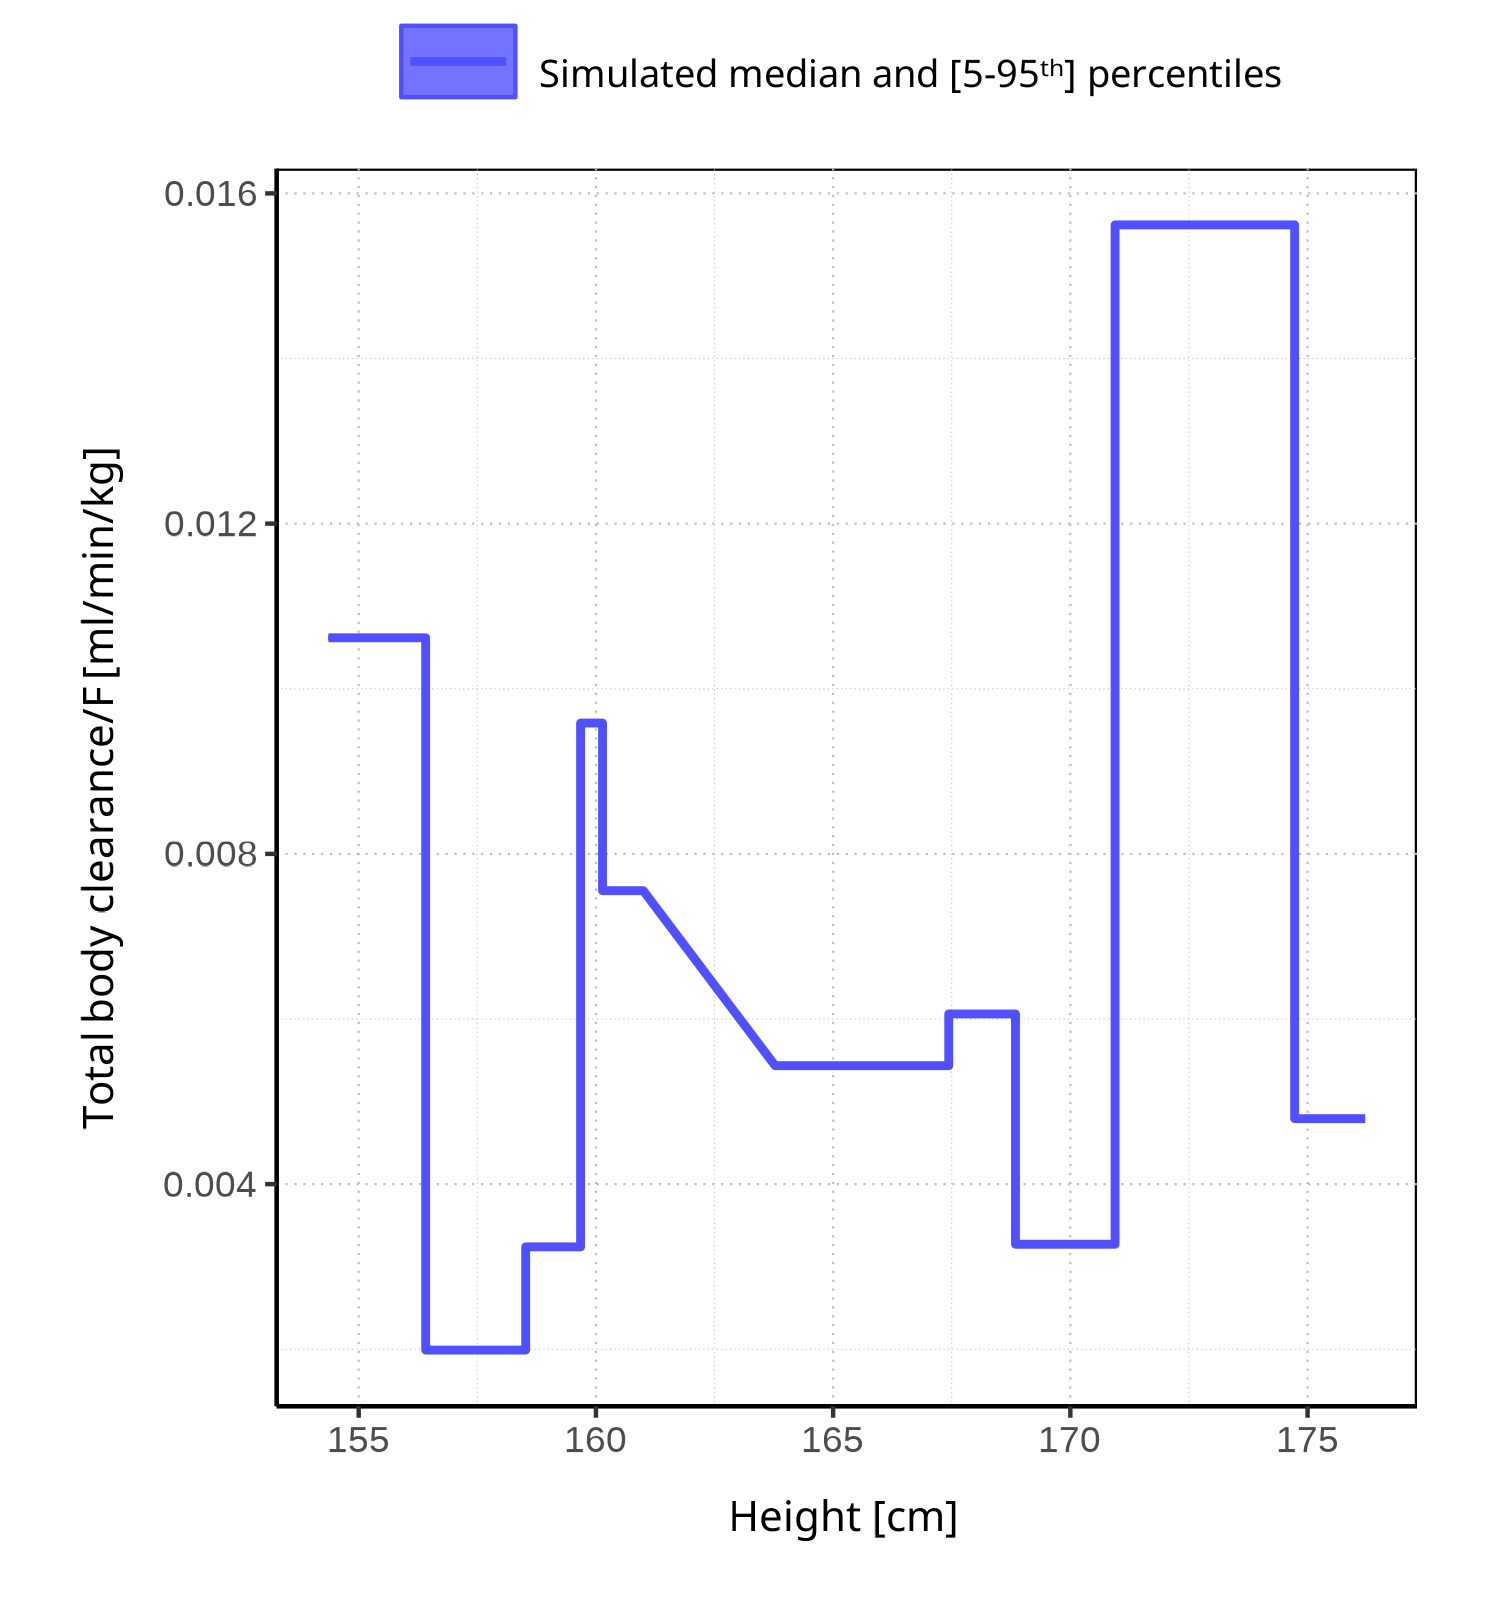 Simulated median and [5-95th] percentiles
0.016
0.012
0.008
0.004
Total body clearance/F [ml/min/kg]
155 160 165 170 175
Height [cm]